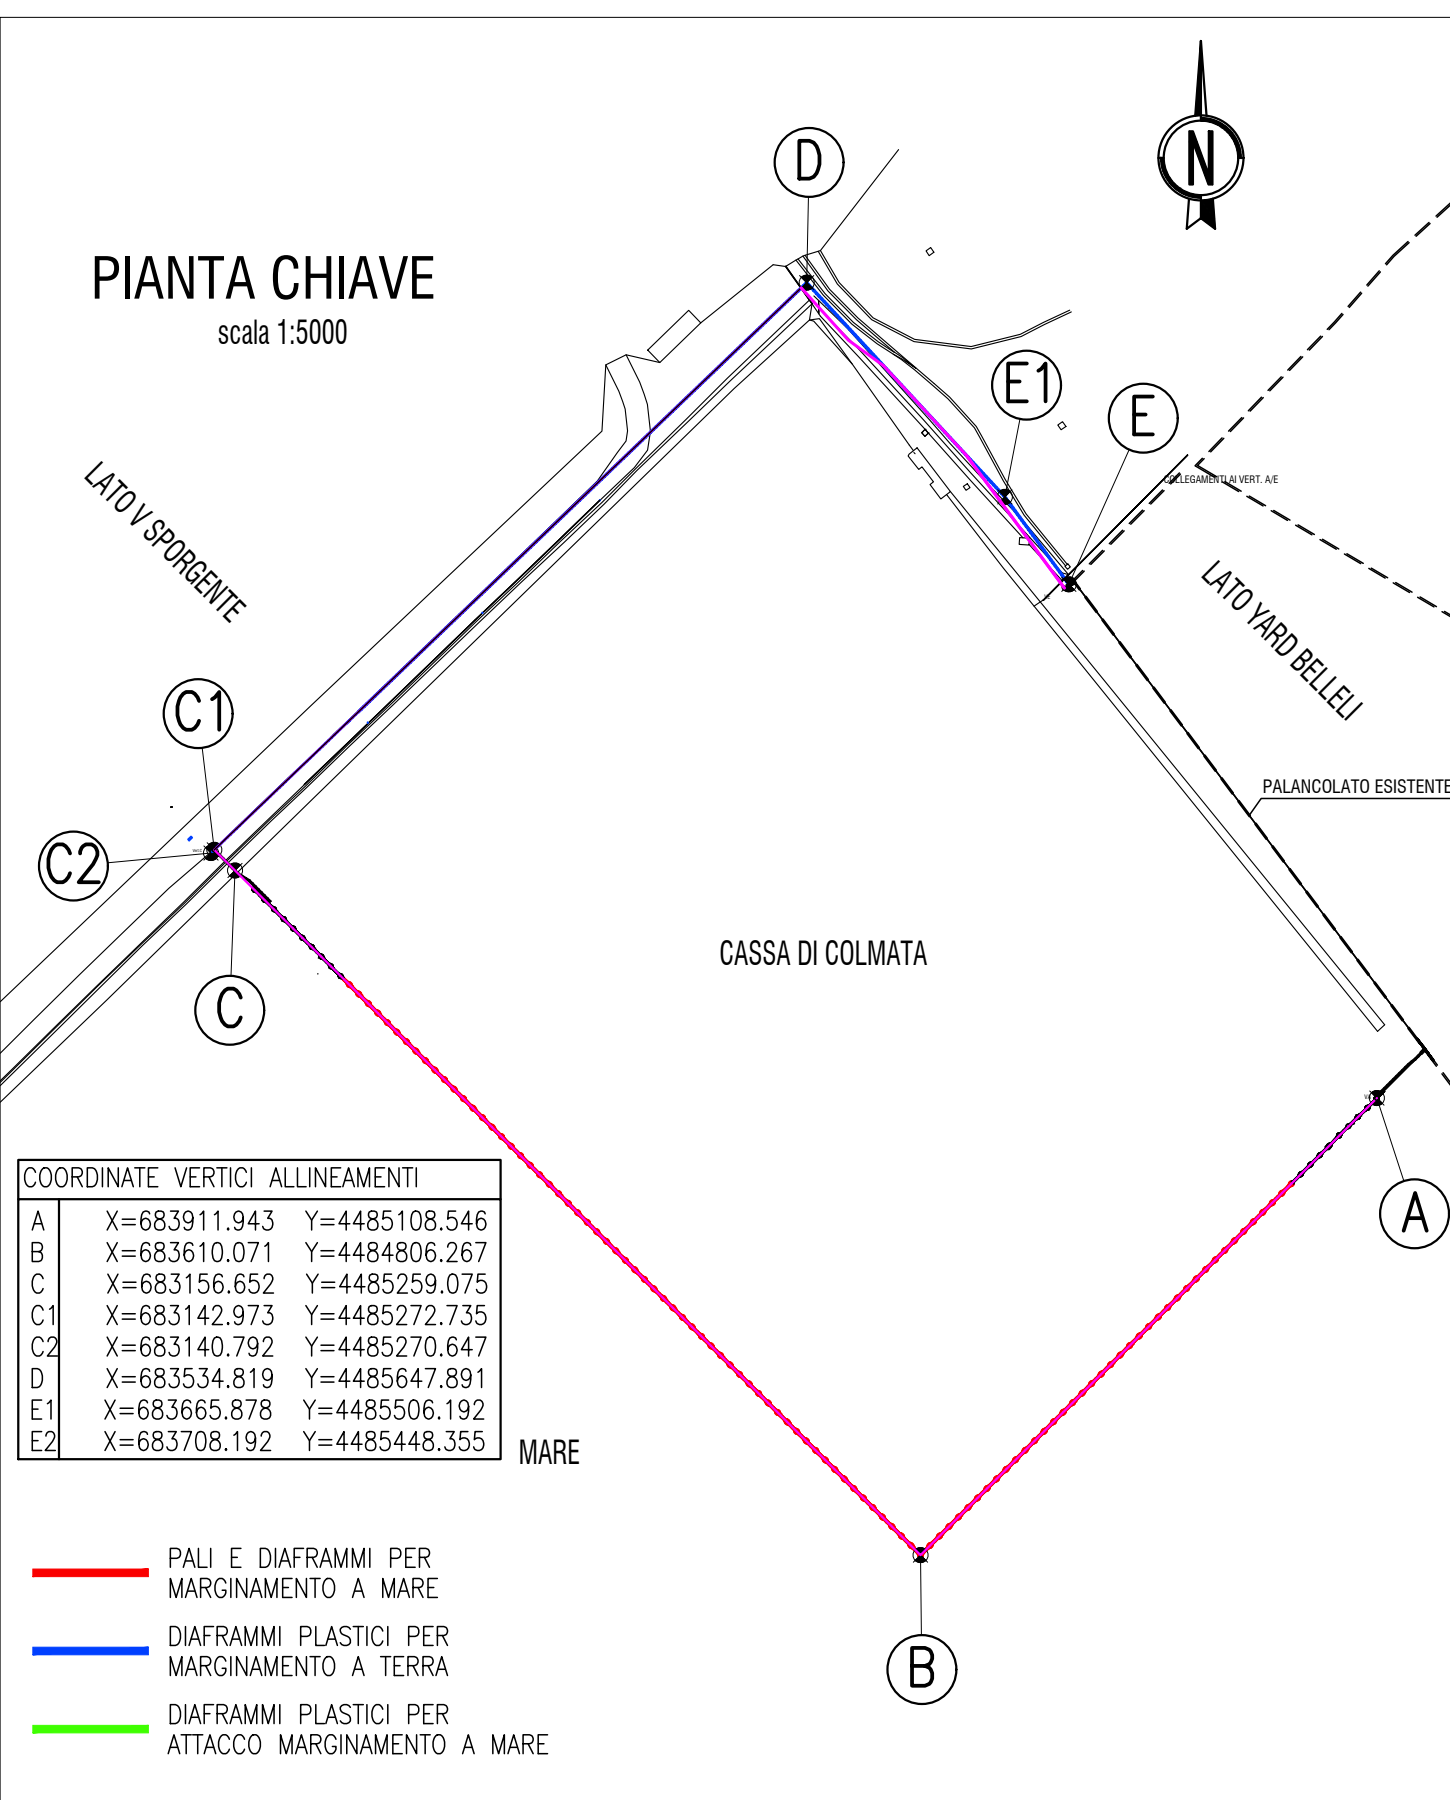 D
N
PIANTA CHIAVE
scala 1:5000
E1
E
COLLEGAMENTI AI VERT. A/E
LATO V SPORGENTE
LATO YARD BELLELI
C1
PALANCOLATO ESISTENTE
C2
CASSA DI COLMATA
C
A
COORDINATE VERTICI ALLINEAMENTI
A X=683911.943 Y=4485108.546
B X=683610.071 Y=4484806.267
C X=683156.652 Y=4485259.075
C1 X=683142.973 Y=4485272.735
C2 X=683140.792 Y=4485270.647
D X=683534.819 Y=4485647.891
E1 X=683665.878 Y=4485506.192
E2 X=683708.192 Y=4485448.355
MARE
PALI E DIAFRAMMI PER
MARGINAMENTO A MARE
DIAFRAMMI PLASTICI PER
MARGINAMENTO A TERRA
B
DIAFRAMMI PLASTICI PER
ATTACCO MARGINAMENTO A MARE